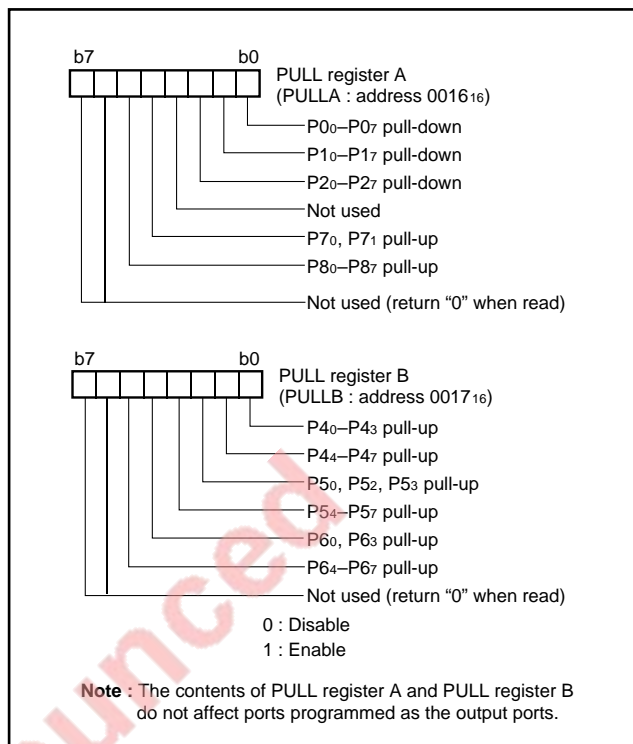 b7 b0
PULL register A
(PULLA : address 0016₁₆)
P0₀–P0₇ pull-down
P1₀–P1₇ pull-down
P2₀–P2₇ pull-down
Not used
P7₀, P7₁ pull-up
P8₀–P8₇ pull-up
Not used (return “0” when read)
b7 b0
PULL register B
(PULLB : address 0017₁₆)
P4₀–P4₃ pull-up
P4₄–P4₇ pull-up
P5₀, P5₂, P5₃ pull-up
P5₄–P5₇ pull-up
P6₀, P6₃ pull-up
P6₄–P6₇ pull-up
Not used (return “0” when read)
0 : Disable
1 : Enable
Note : The contents of PULL register A and PULL register B
do not affect ports programmed as the output ports.
unced